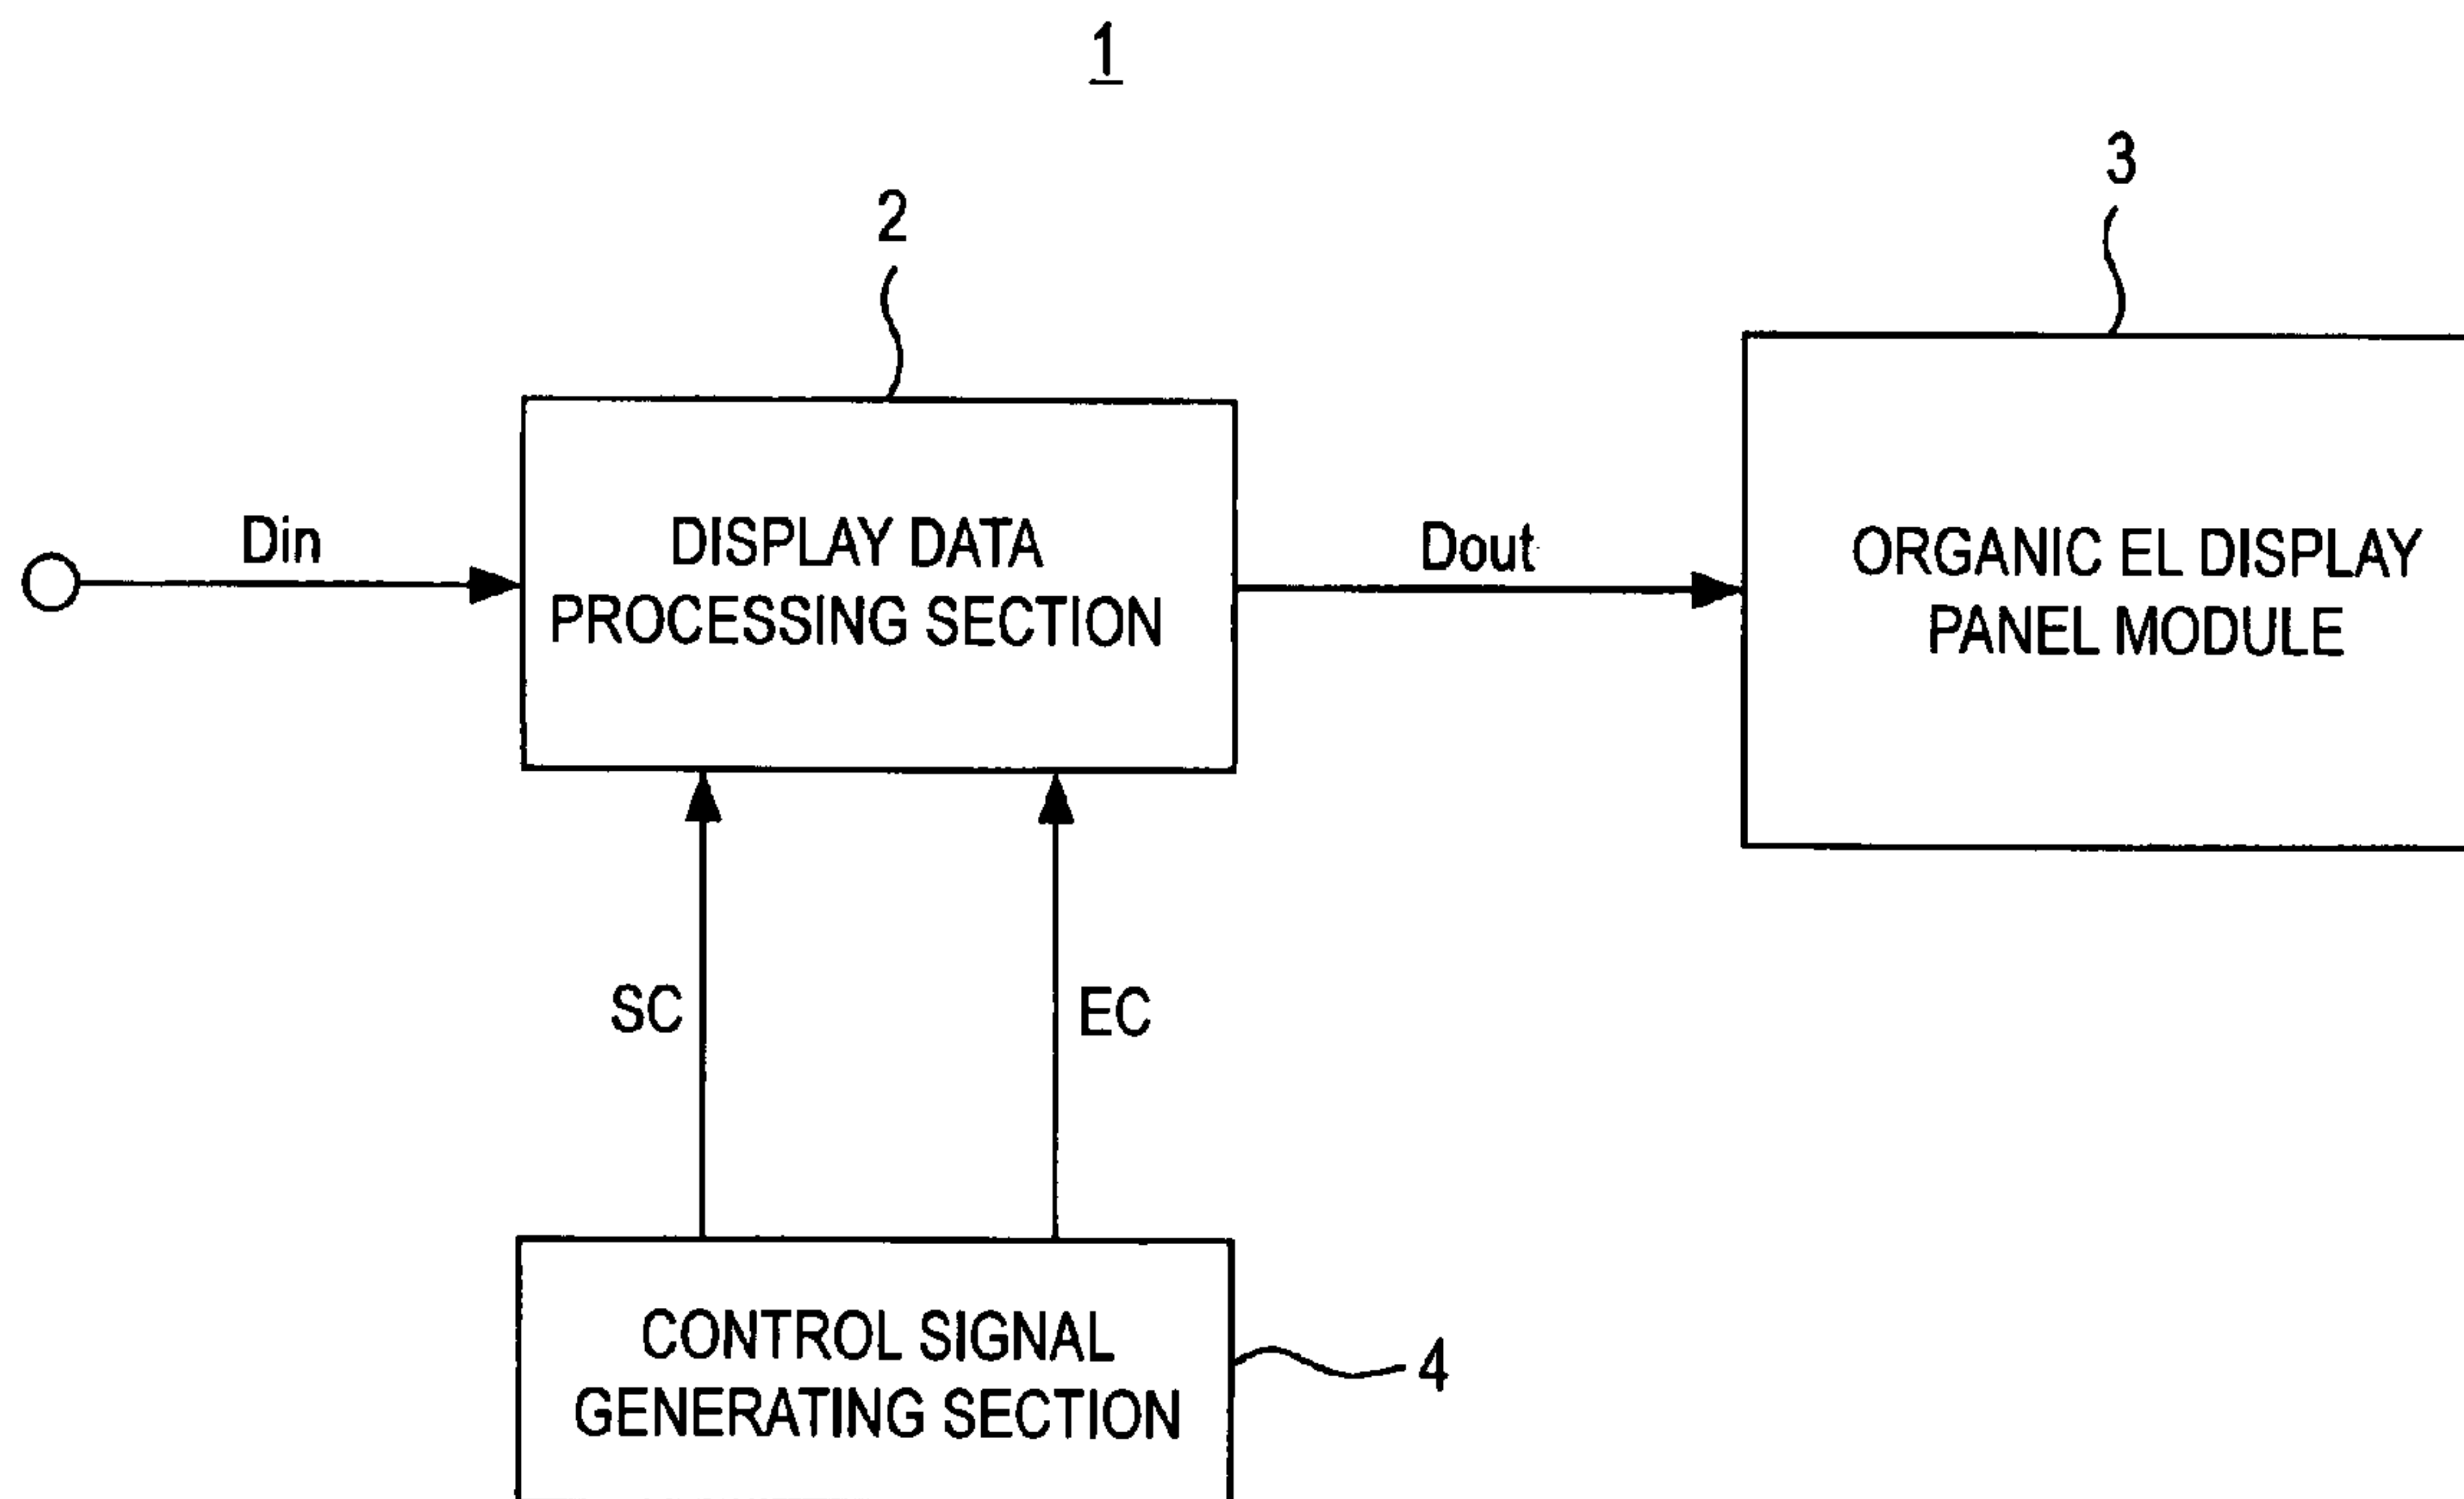 1
2
3
Din
DISPLAY DATA
PROCESSING SECTION
Dout
ORGANIC EL DISPLAY
PANEL MODULE
SC
EC
CONTROL SIGNAL
GENERATING SECTION
4